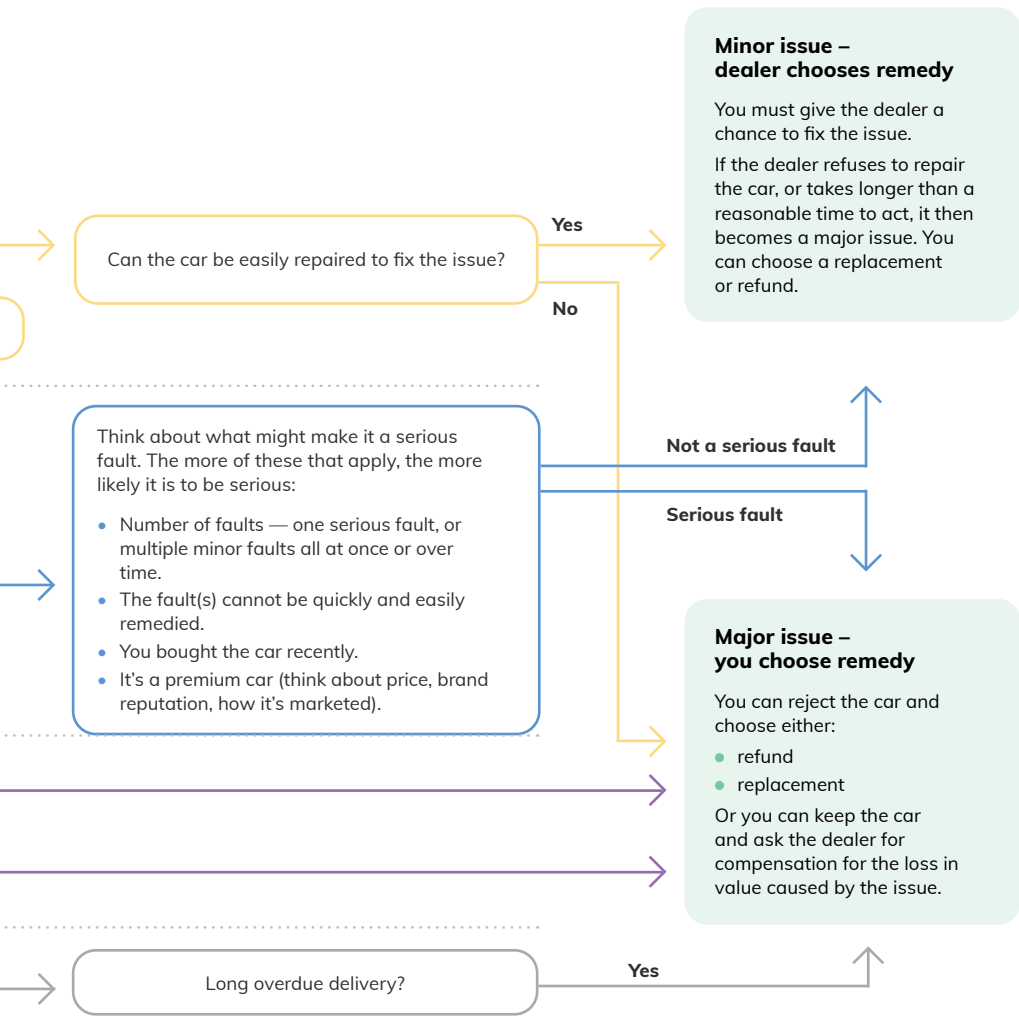 Minor issue –
dealer chooses remedy
You must give the dealer a
chance to fix the issue.
If the dealer refuses to repair
the car, or takes longer than a
reasonable time to act, it then
becomes a major issue. You
can choose a replacement
or refund.
Can the car be easily repaired to fix the issue?
Yes
No
Think about what might make it a serious
fault. The more of these that apply, the more
likely it is to be serious:
• Number of faults — one serious fault, or
multiple minor faults all at once or over
time.
• The fault(s) cannot be quickly and easily
remedied.
• You bought the car recently.
• It’s a premium car (think about price, brand
reputation, how it’s marketed).
Not a serious fault
Serious fault
Major issue –
you choose remedy
You can reject the car and
choose either:
• refund
• replacement
Or you can keep the car
and ask the dealer for
compensation for the loss in
value caused by the issue.
Long overdue delivery?
Yes